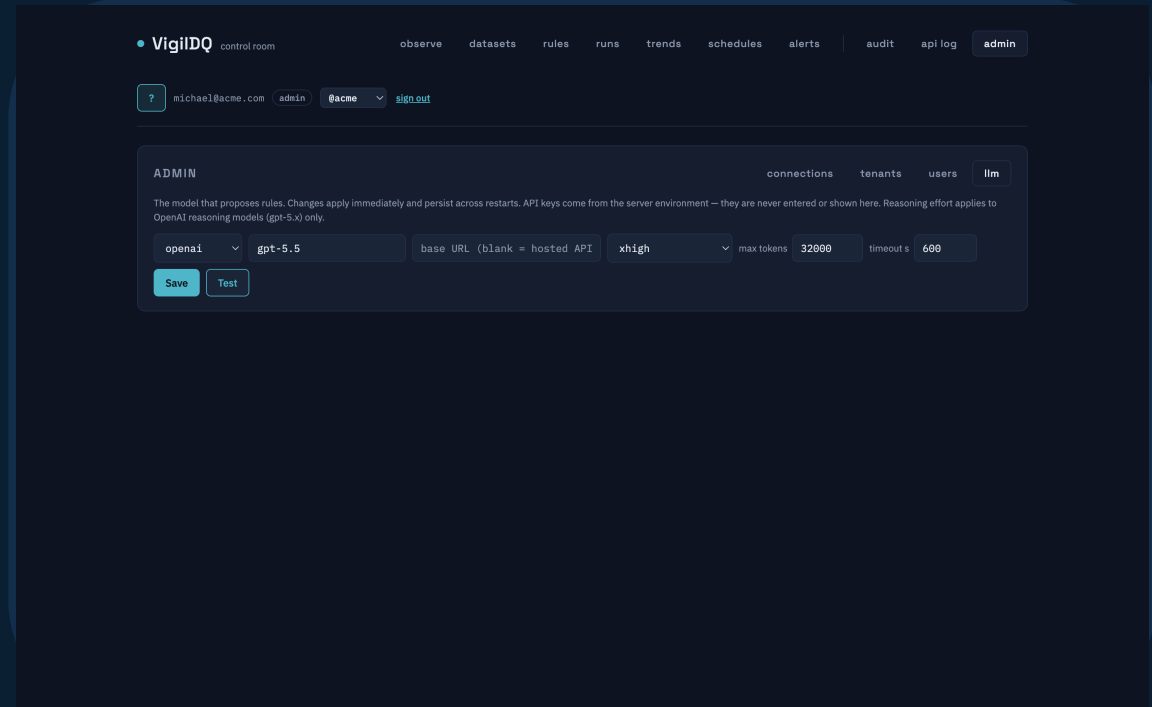 VigilDQ control room observe datasets rules runs trends schedules alerts audit api log admin
? michael@acme.com admin @acme sign out
ADMIN connections tenants users llm
The model that proposes rules. Changes apply immediately and persist across restarts. API keys come from the server environment — they are never entered or shown here. Reasoning effort applies to
OpenAI reasoning models (gpt-5.x) only.
openai gpt-5.5 base URL (blank = hosted API xhigh max tokens 32000 timeout s 600
Save Test